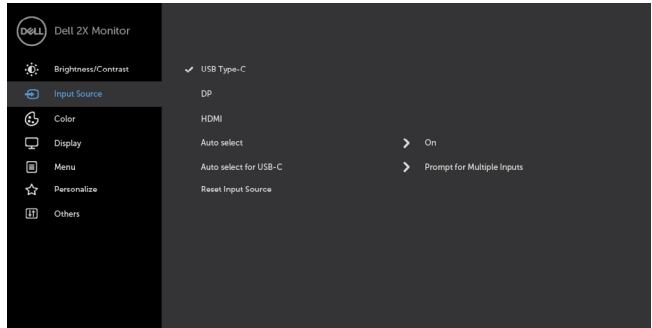 DELL Dell 2X Monitor
Brightness/Contrast
Input Source
Color
Display
Menu
Personalize
Others
USB Type-C
DP
HDMI
Auto select On
Auto select for USB-C Prompt for Multiple Inputs
Reset Input Source